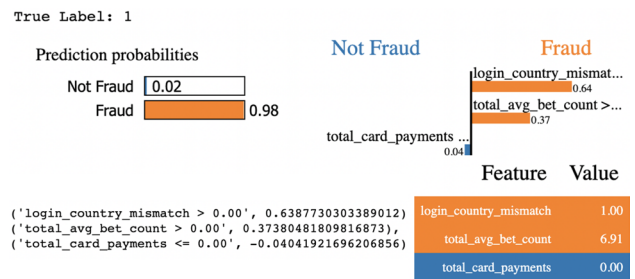 True Label: 1
Prediction probabilities
Not Fraud 0.02
Fraud 0.98
Not Fraud Fraud
login_country_mismat...
0.64
total_avg_bet_count >...
0.37
total_card_payments ...
0.04
Feature Value
login_country_mismatch 1.00
total_avg_bet_count 6.91
total_card_payments 0.00
('login_country_mismatch > 0.00', 0.6387730303389012)
('total_avg_bet_count > 0.00', 0.37380481809816873),
('total_card_payments <= 0.00', -0.04041921696206856)